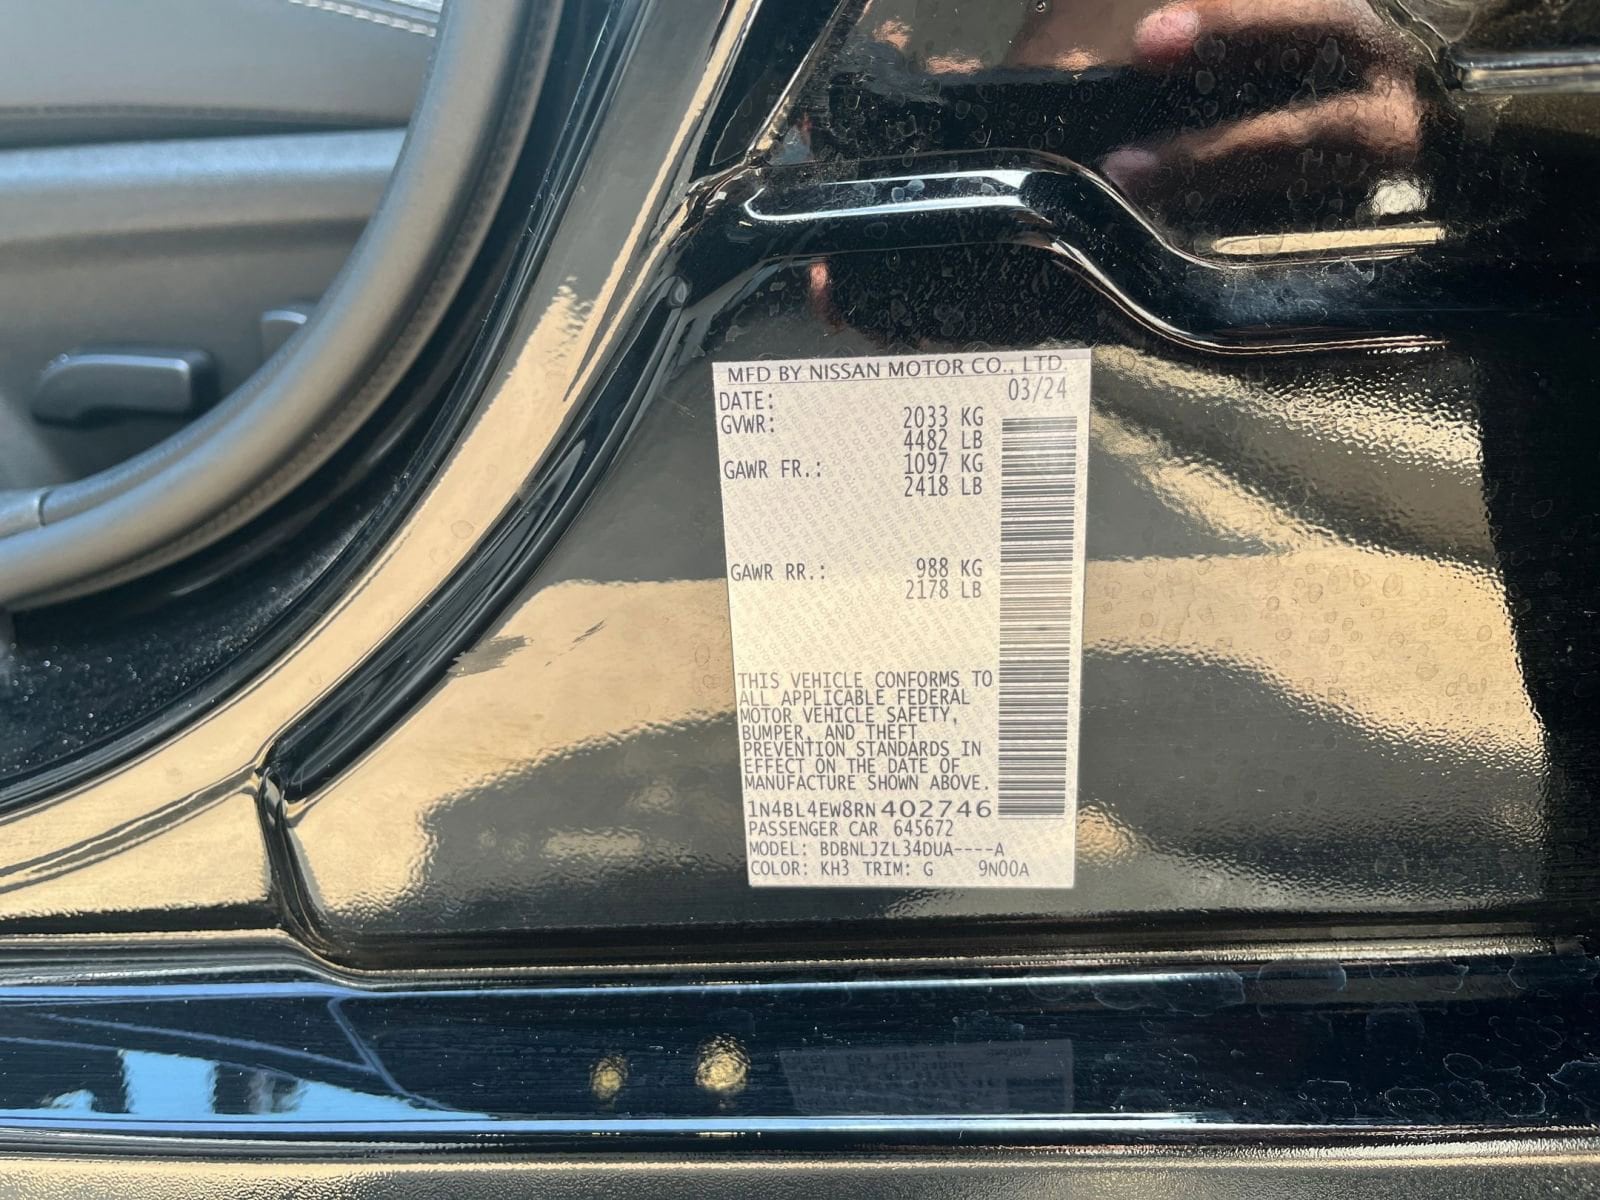 MFD BY NISSAN MOTOR CO., LTD.
DATE: 03/24
GVWR: 2033 KG
4482 LB
GAWR FR.: 1097 KG
2418 LB
GAWR RR.: 988 KG
2178 LB
THIS VEHICLE CONFORMS TO
ALL APPLICABLE FEDERAL
MOTOR VEHICLE SAFETY,
BUMPER, AND THEFT
PREVENTION STANDARDS IN
EFFECT ON THE DATE OF
MANUFACTURE SHOWN ABOVE.
1N4BL4EW8RN402746
PASSENGER CAR 645672
MODEL: BDBNLJZL34DUA----A
COLOR: KH3 TRIM: G 9N00A